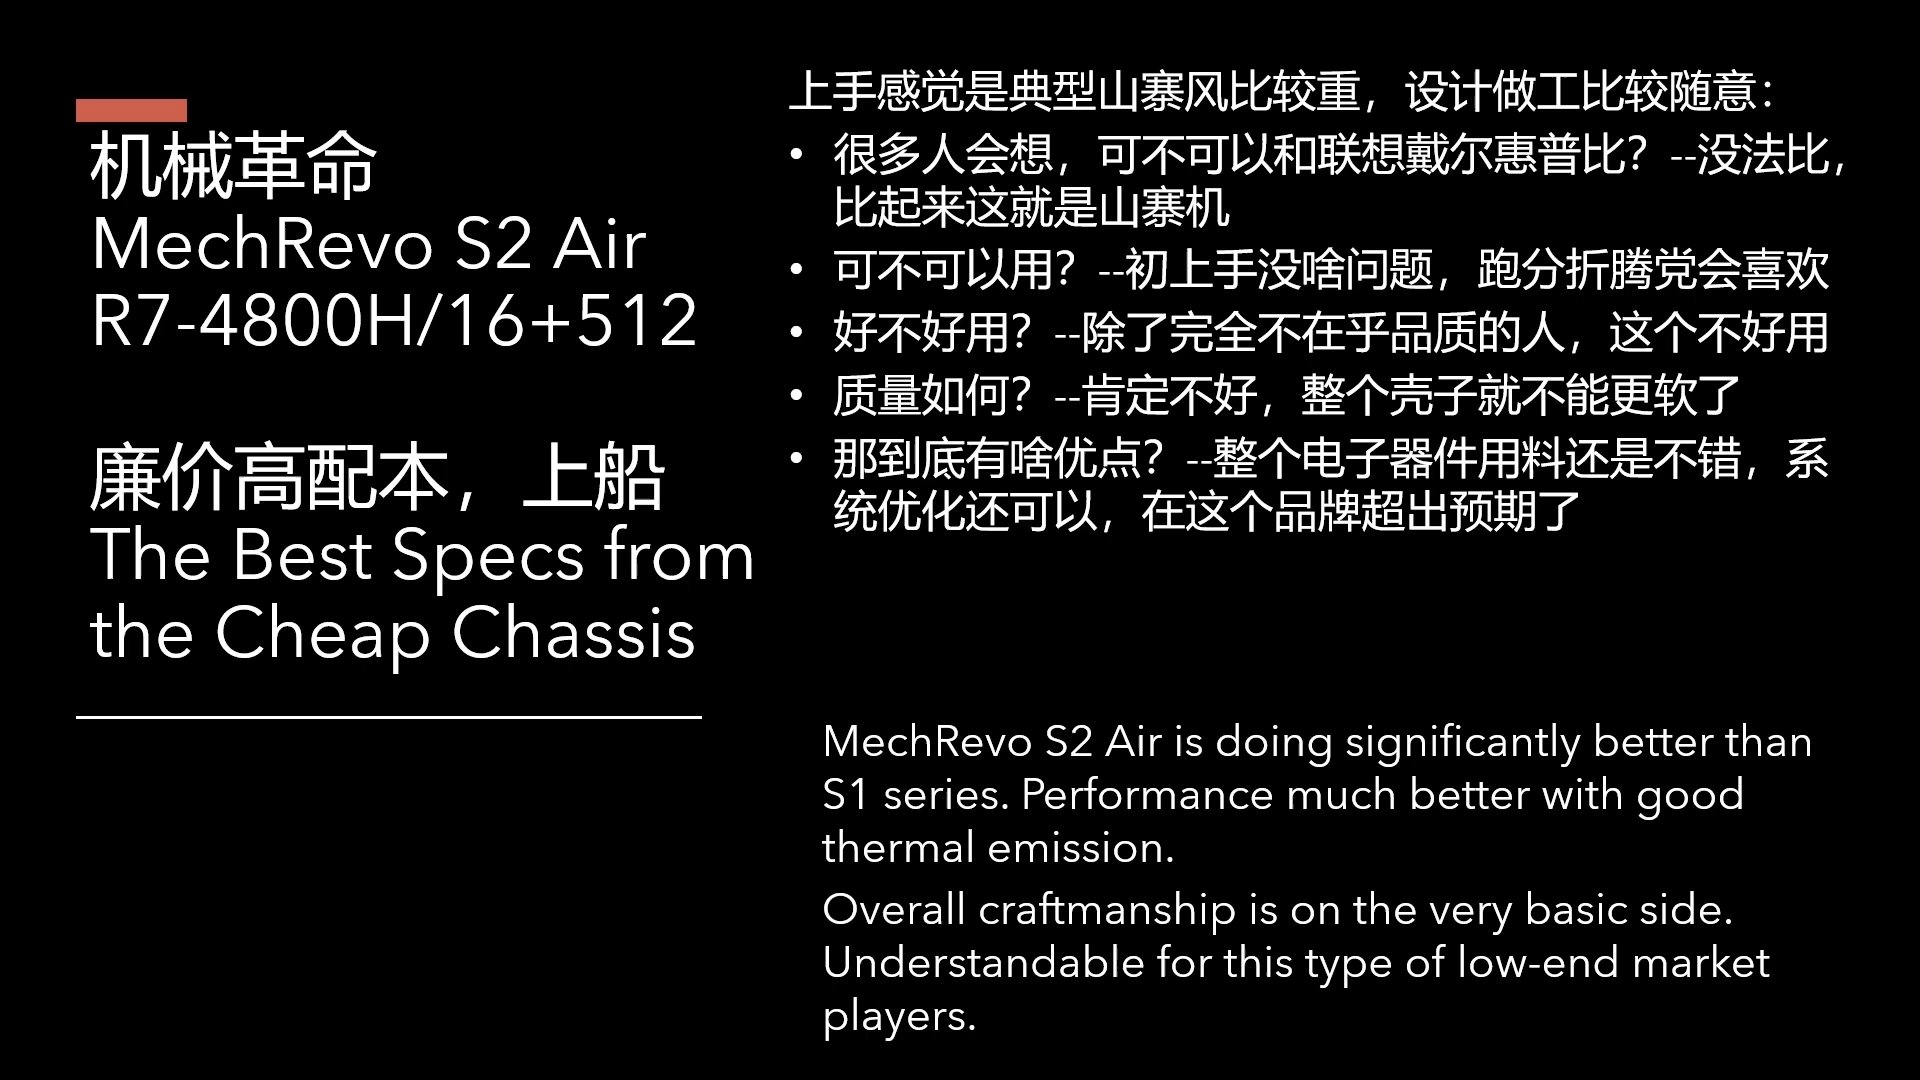 机械革命
MechRevo S2 Air
R7-4800H/16+512
廉价高配本，上船
The Best Specs from
the Cheap Chassis
上手感觉是典型山寨风比较重，设计做工比较随意：
• 很多人会想，可不可以和联想戴尔惠普比？--没法比，
比起来这就是山寨机
• 可不可以用？--初上手没啥问题，跑分折腾党会喜欢
• 好不好用？--除了完全不在乎品质的人，这个不好用
• 质量如何？--肯定不好，整个壳子就不能更软了
• 那到底有啥优点？--整个电子器件用料还是不错，系
统优化还可以，在这个品牌超出预期了
MechRevo S2 Air is doing significantly better than
S1 series. Performance much better with good
thermal emission.
Overall craftmanship is on the very basic side.
Understandable for this type of low-end market
players.